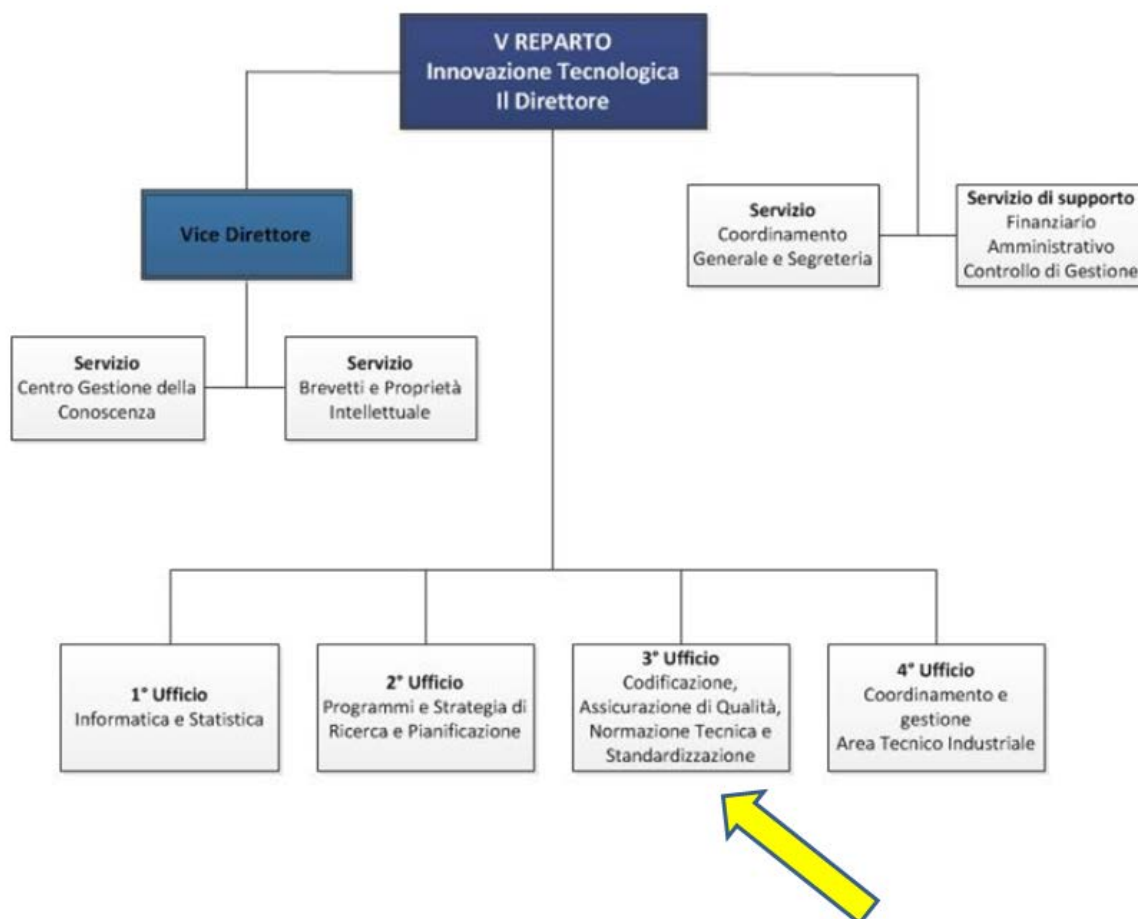 V REPARTO
Innovazione Tecnologica
Il Direttore
Vice Direttore
Servizio
Coordinamento
Generale e Segreteria
Servizio di supporto
Finanziario
Amministrativo
Controllo di Gestione
Servizio
Centro Gestione della
Conoscenza
Servizio
Brevetti e Proprietà
Intellettuale
1° Ufficio
Informatica e Statistica
2° Ufficio
Programmi e Strategia di
Ricerca e Pianificazione
3° Ufficio
Codificazione,
Assicurazione di Qualità,
Normazione Tecnica e
Standardizzazione
4° Ufficio
Coordinamento e
gestione
Area Tecnico Industriale